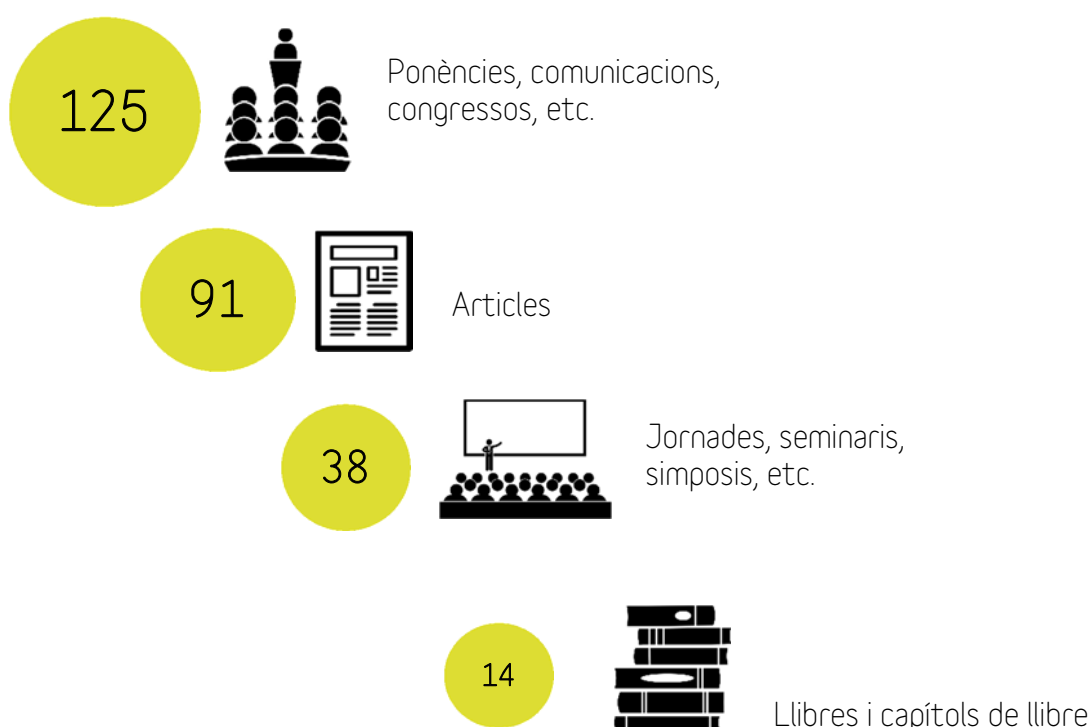 125
Ponències, comunicacions,
congressos, etc.
91
Articles
38
Jornades, seminaris,
simposis, etc.
14
Llibres i capítols de llibre